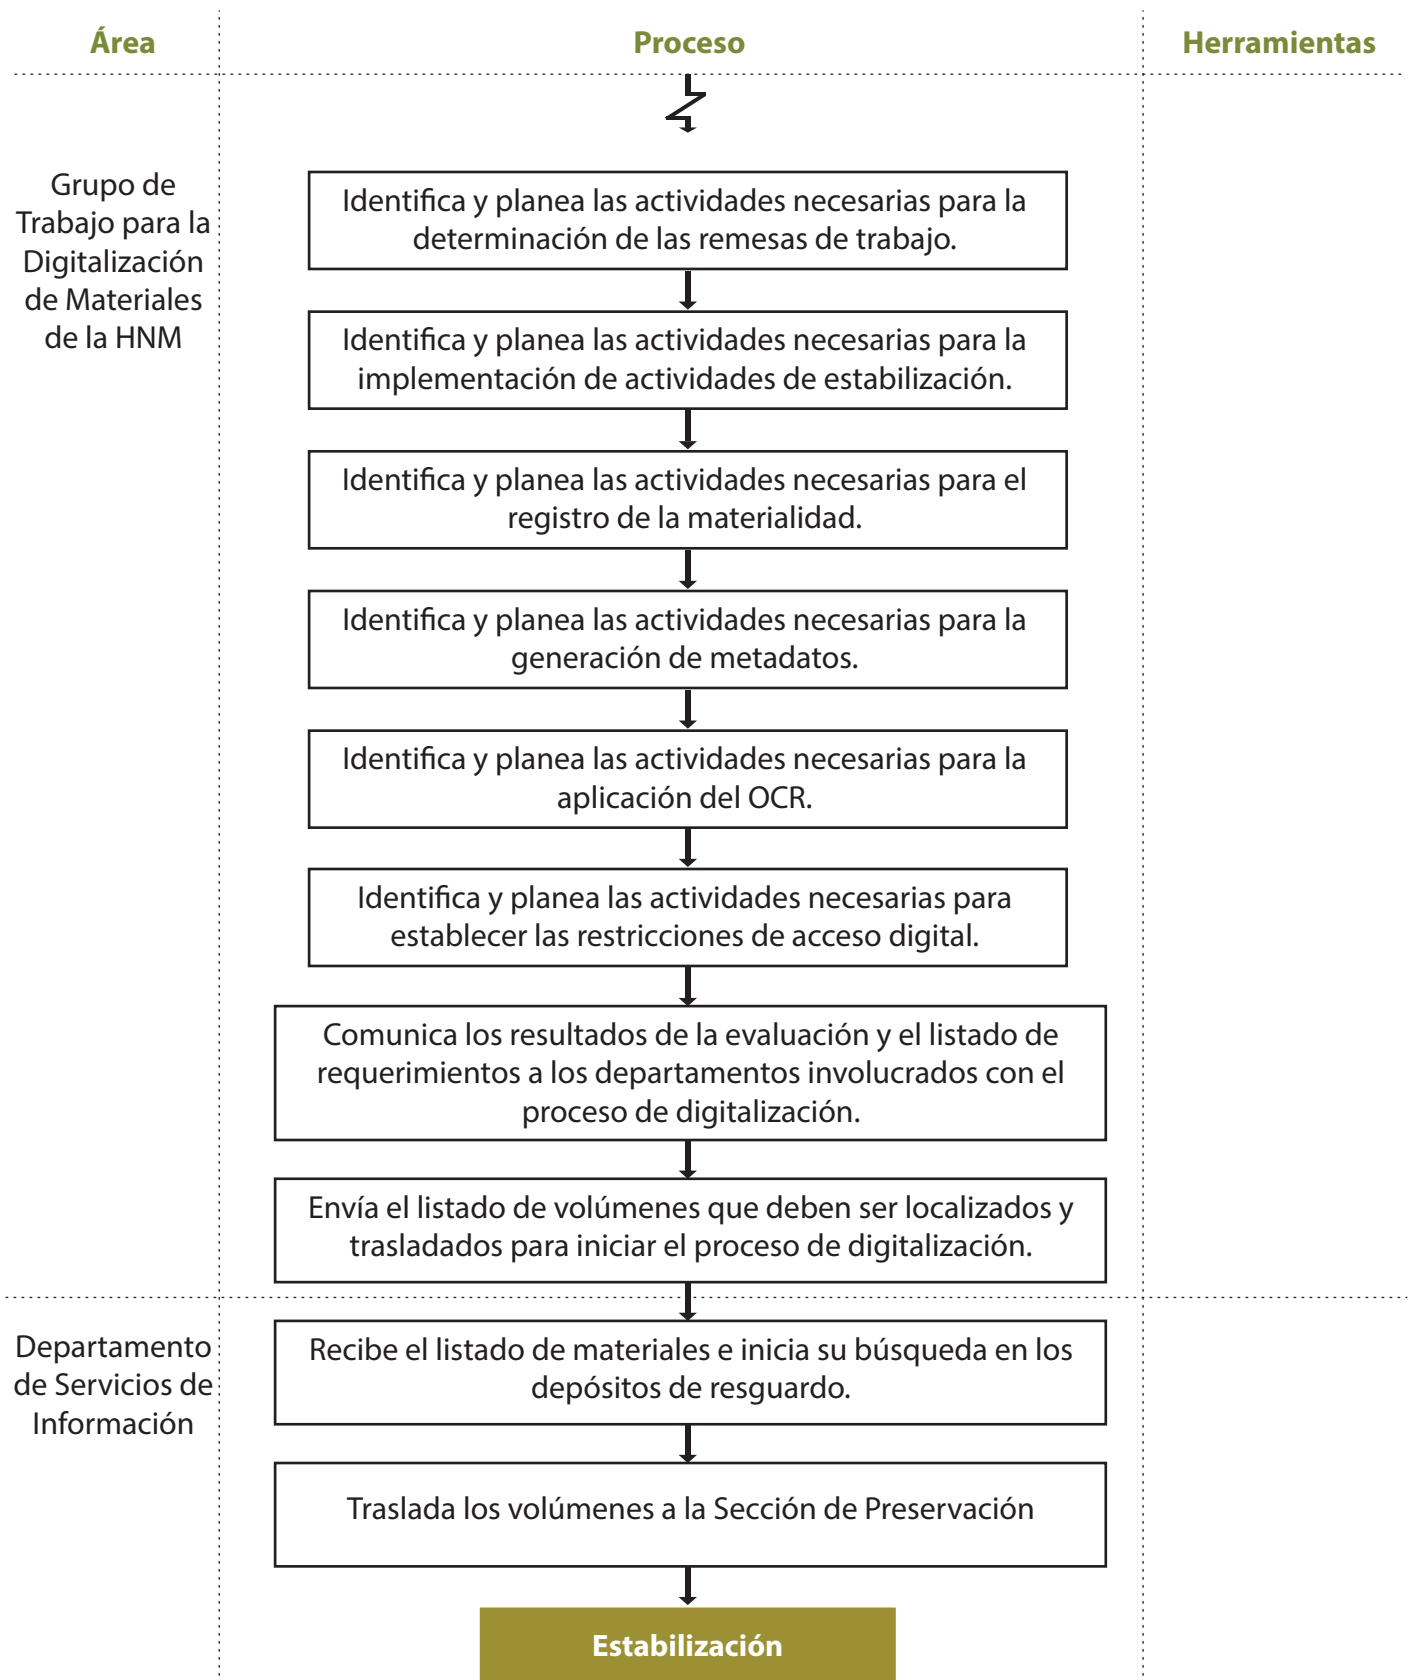 Área
Proceso
Herramientas
Grupo de
Trabajo para la
Digitalización
de Materiales
de la HNM
Identifica y planea las actividades necesarias para la
determinación de las remesas de trabajo.
Identifica y planea las actividades necesarias para la
implementación de actividades de estabilización.
Identifica y planea las actividades necesarias para el
registro de la materialidad.
Identifica y planea las actividades necesarias para la
generación de metadatos.
Identifica y planea las actividades necesarias para la
aplicación del OCR.
Identifica y planea las actividades necesarias para
establecer las restricciones de acceso digital.
Comunica los resultados de la evaluación y el listado de
requerimientos a los departamentos involucrados con el
proceso de digitalización.
Envía el listado de volúmenes que deben ser localizados y
trasladados para iniciar el proceso de digitalización.
Departamento
de Servicios de
Información
Recibe el listado de materiales e inicia su búsqueda en los
depósitos de resguardo.
Traslada los volúmenes a la Sección de Preservación
Estabilización